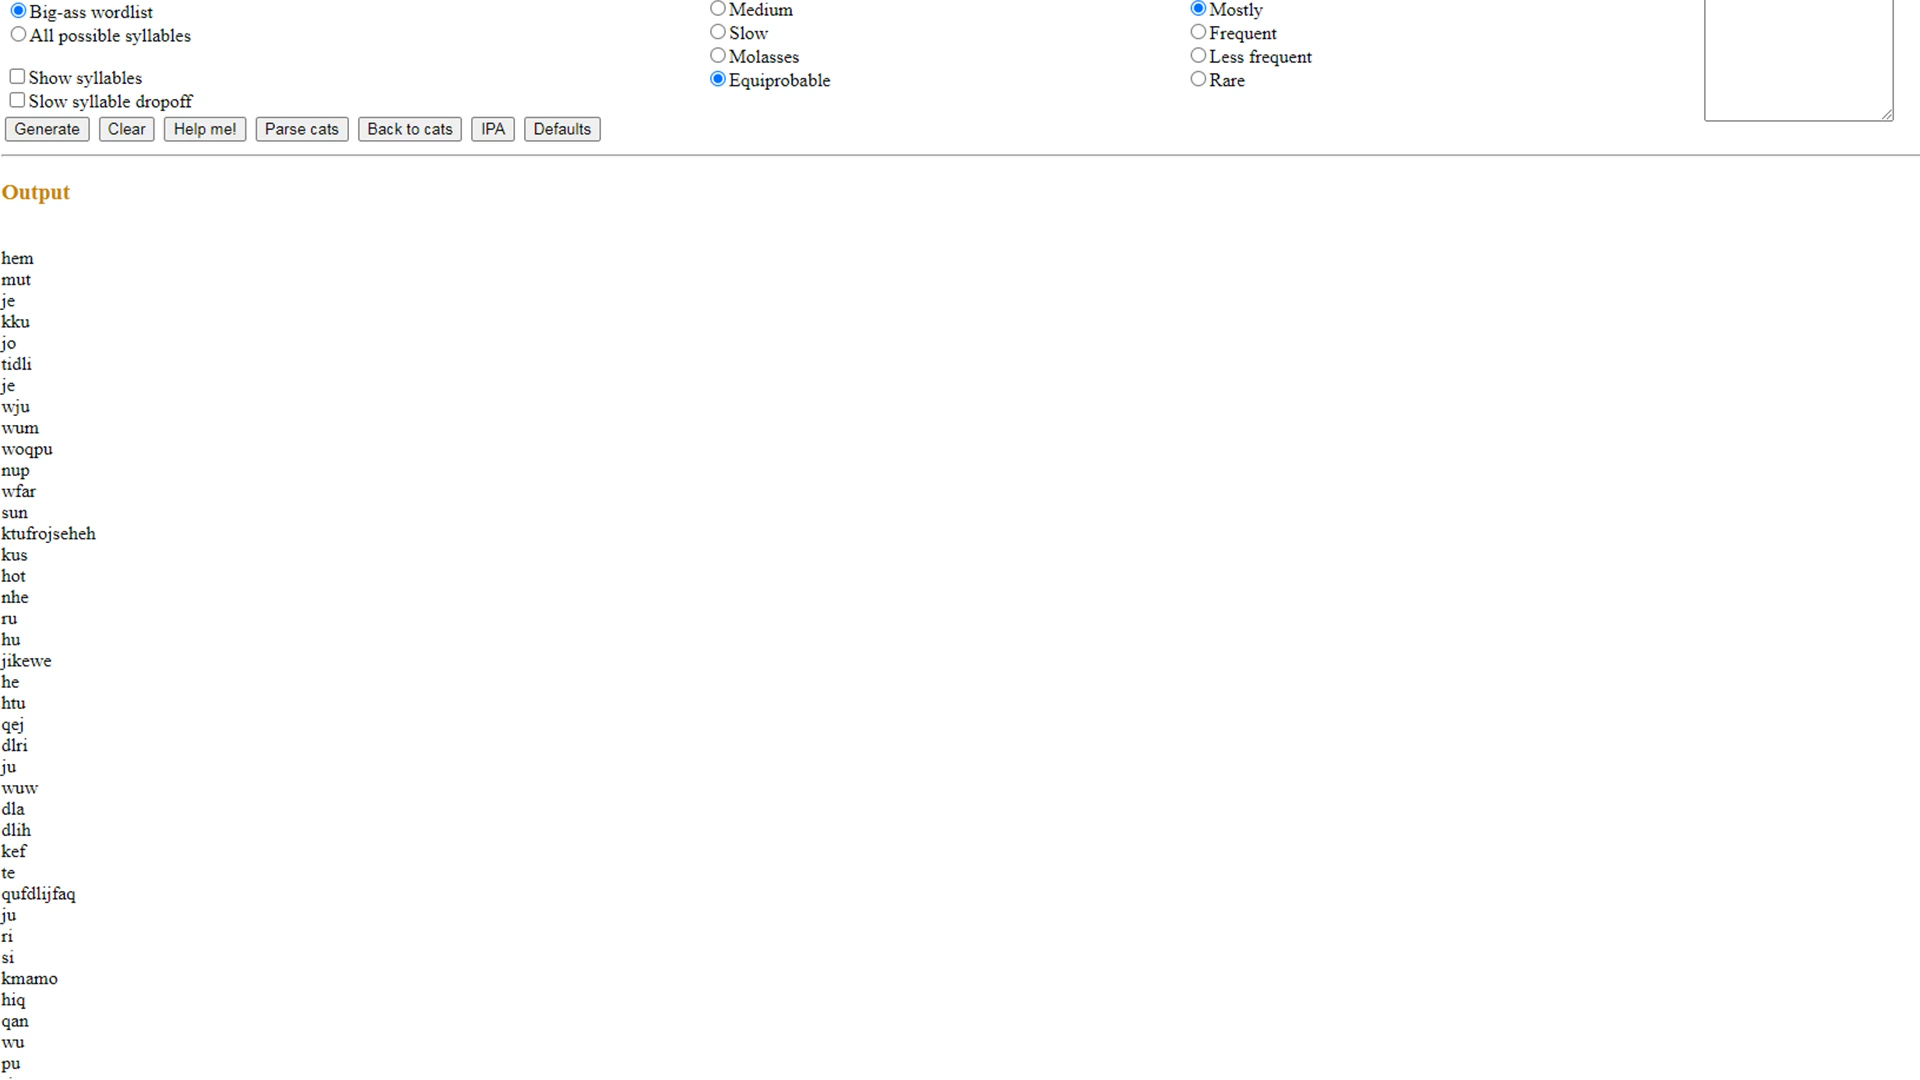 Big-ass wordlist
All possible syllables
Show syllables
Slow syllable dropoff
Medium
Slow
Molasses
Equiprobable
Mostly
Frequent
Less frequent
Rare
Generate Clear Help me! Parse cats Back to cats IPA Defaults
Output
hem
mut
je
kku
jo
tidli
je
wju
wum
woqpu
nup
wfar
sun
ktufrojseheh
kus
hot
nhe
ru
hu
jikewe
he
htu
qej
dlri
ju
wuw
dla
dlih
kef
te
qufdlijfaq
ju
ri
si
kmamo
hiq
qan
wu
pu